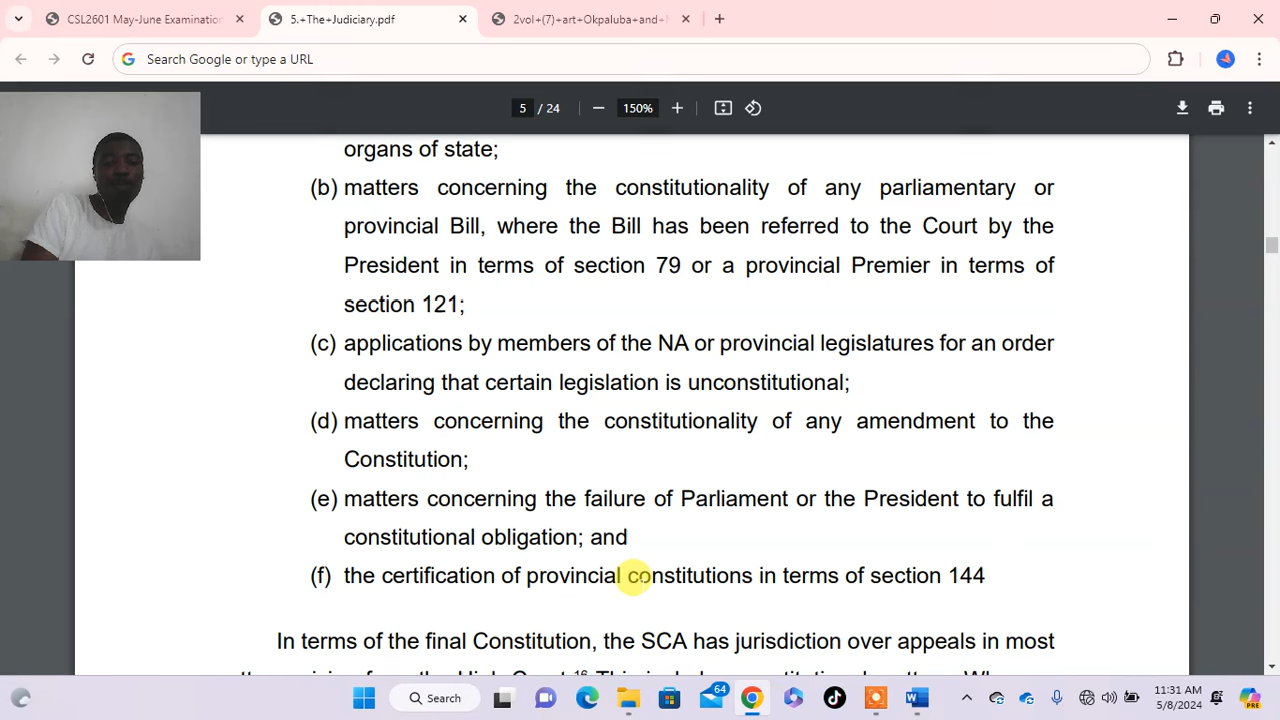 CSL2601 May-June Examination
5.+The+Judiciary.pdf
2vol+(7)+art+Okpaluba+and+
Search Google or type a URL
5 / 24
150%
organs of state;
(b) matters concerning the constitutionality of any parliamentary or
provincial Bill, where the Bill has been referred to the Court by the
President in terms of section 79 or a provincial Premier in terms of
section 121;
(c) applications by members of the NA or provincial legislatures for an order
declaring that certain legislation is unconstitutional;
(d) matters concerning the constitutionality of any amendment to the
Constitution;
(e) matters concerning the failure of Parliament or the President to fulfil a
constitutional obligation; and
(f) the certification of provincial constitutions in terms of section 144
In terms of the final Constitution, the SCA has jurisdiction over appeals in most
Search
64
11:31 AM
5/8/2024
PRE